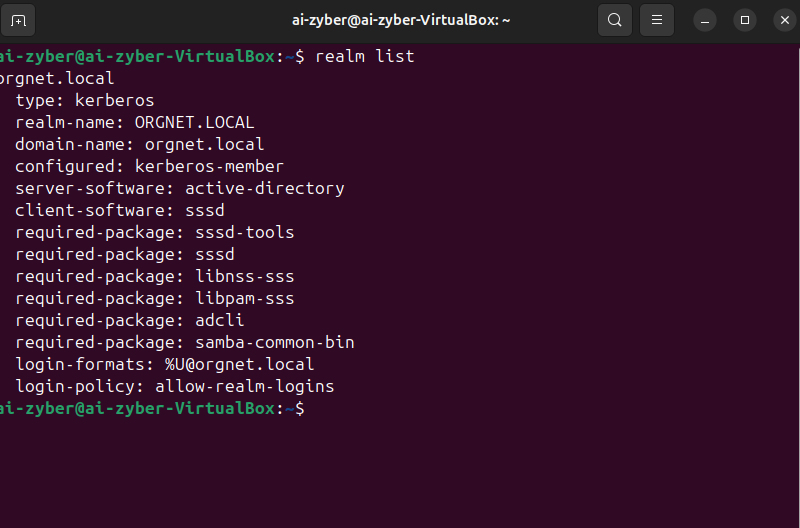 ai-zyber@ai-zyber-VirtualBox: ~
ai-zyber@ai-zyber-VirtualBox:~$ realm list
orgnet.local
  type: kerberos
  realm-name: ORGNET.LOCAL
  domain-name: orgnet.local
  configured: kerberos-member
  server-software: active-directory
  client-software: sssd
  required-package: sssd-tools
  required-package: sssd
  required-package: libnss-sss
  required-package: libpam-sss
  required-package: adcli
  required-package: samba-common-bin
  login-formats: %U@orgnet.local
  login-policy: allow-realm-logins
ai-zyber@ai-zyber-VirtualBox:~$